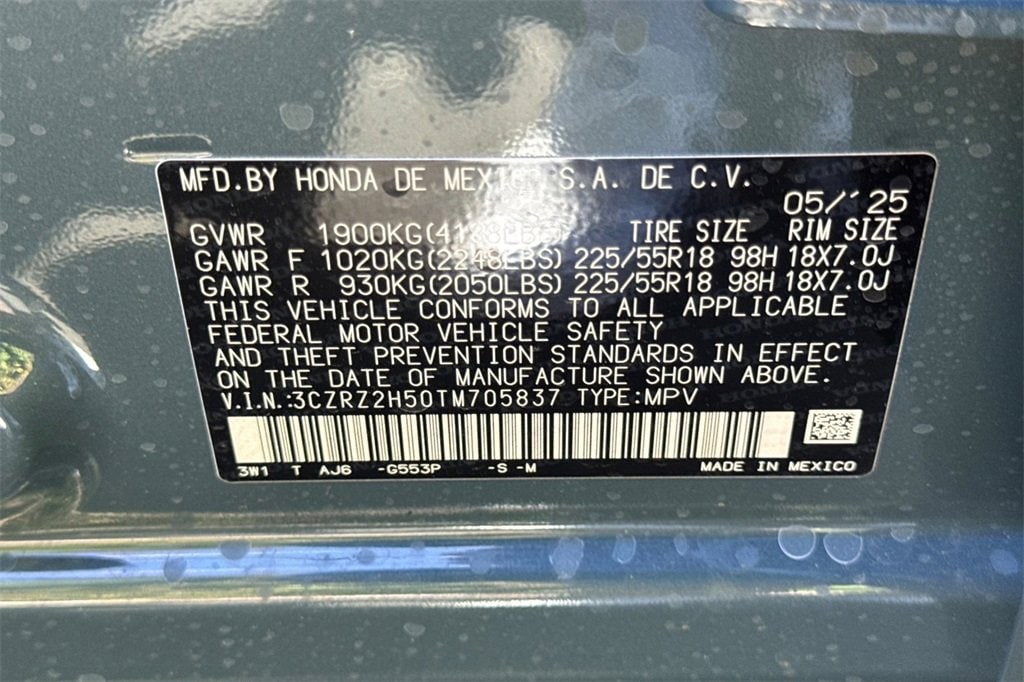 MFD.BY HONDA DE MEXICO S.A. DE C.V.
05/'25
GVWR 1900KG( TIRE SIZE RIM SIZE
GAWR F 1020KG(2248LBS) 225/55R18 98H 18X7.0J
GAWR R 930KG(2050LBS) 225/55R18 98H 18X7.0J
THIS VEHICLE CONFORMS TO ALL APPLICABLE
FEDERAL MOTOR VEHICLE SAFETY
AND THEFT PREVENTION STANDARDS IN EFFECT
ON THE DATE OF MANUFACTURE SHOWN ABOVE.
V.I.N.:3CZRZ2H50TM705837 TYPE:MPV
3W1 T AJ6 -G553P -S -M MADE IN MEXICO